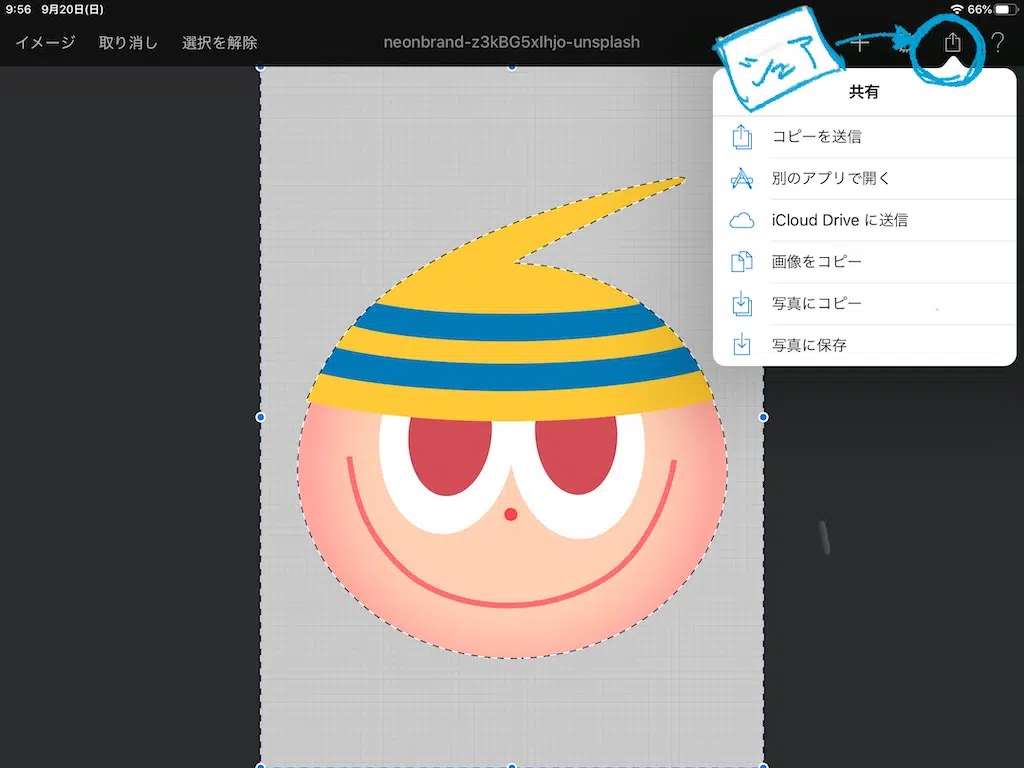 9:56 9月20日(日)
66%
イメージ 取り消し 選択を解除
neonbrand-z3kBG5xIhjo-unsplash
シェア
共有
コピーを送信
別のアプリで開く
iCloud Drive に送信
画像をコピー
写真にコピー
写真に保存